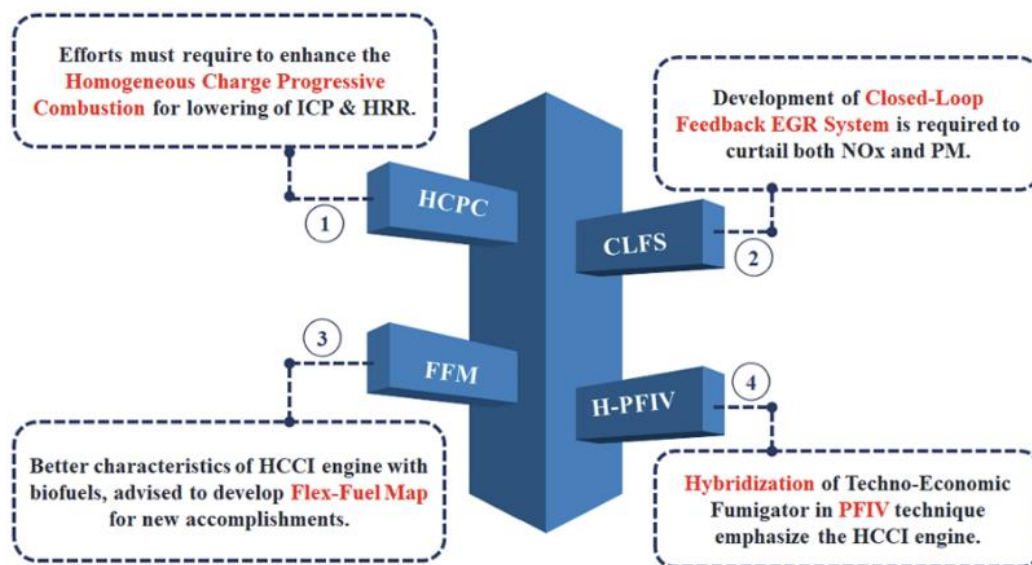 Efforts must require to enhance the
Homogeneous Charge Progressive
Combustion for lowering of ICP & HRR.
1
HCPC
Development of Closed-Loop
Feedback EGR System is required to
curtail both NOx and PM.
CLFS
2
3
FFM
Better characteristics of HCCI engine with
biofuels, advised to develop Flex-Fuel Map
for new accomplishments.
4
H-PFIV
Hybridization of Techno-Economic
Fumigator in PFIV technique
emphasize the HCCI engine.